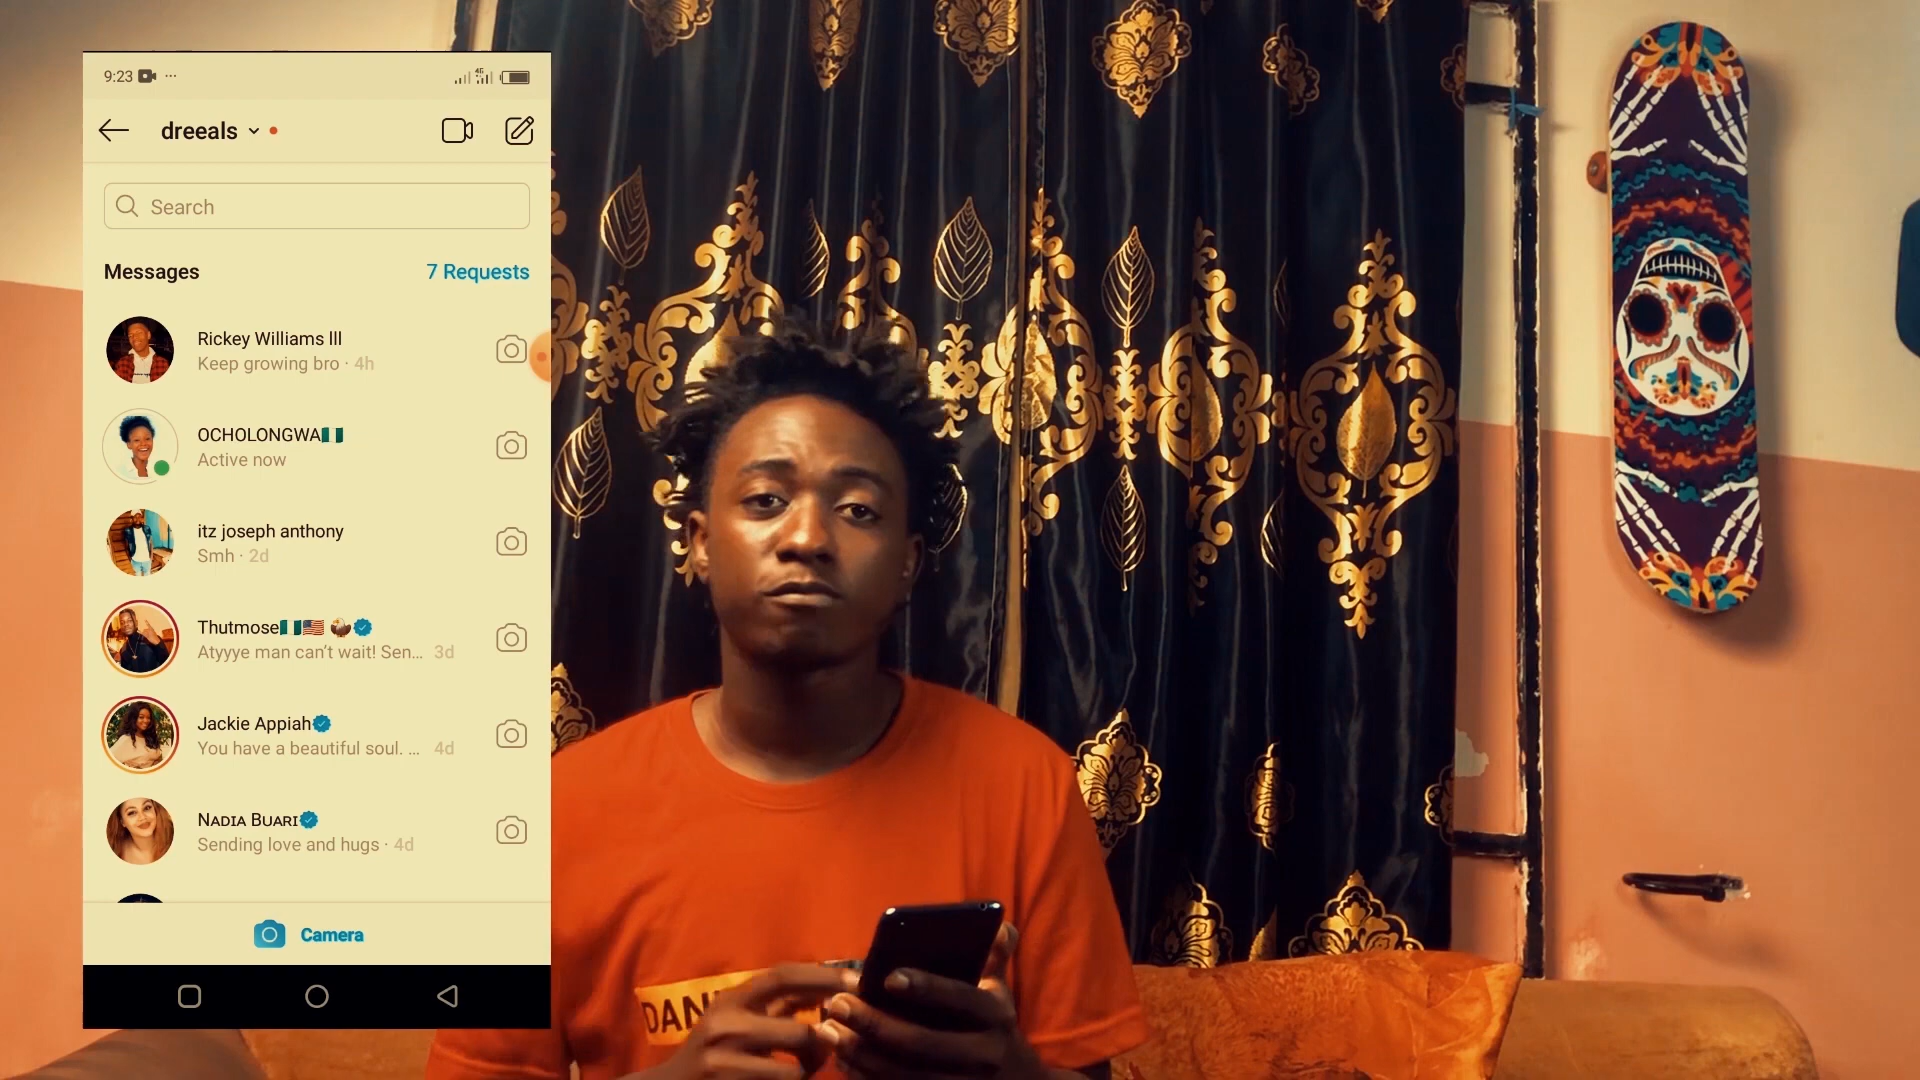 9:23
4G
dreeals
Search
Messages
7 Requests
Rickey Williams lll
Keep growing bro · 4h
OCHOLONGWA🇳🇬
Active now
itz joseph anthony
Smh · 2d
Thutmose🇳🇬🇺🇸
Atyyye man can't wait! Sen... 3d
Jackie Appiah
You have a beautiful soul. ... 4d
Nadia Buari
Sending love and hugs · 4d
Camera